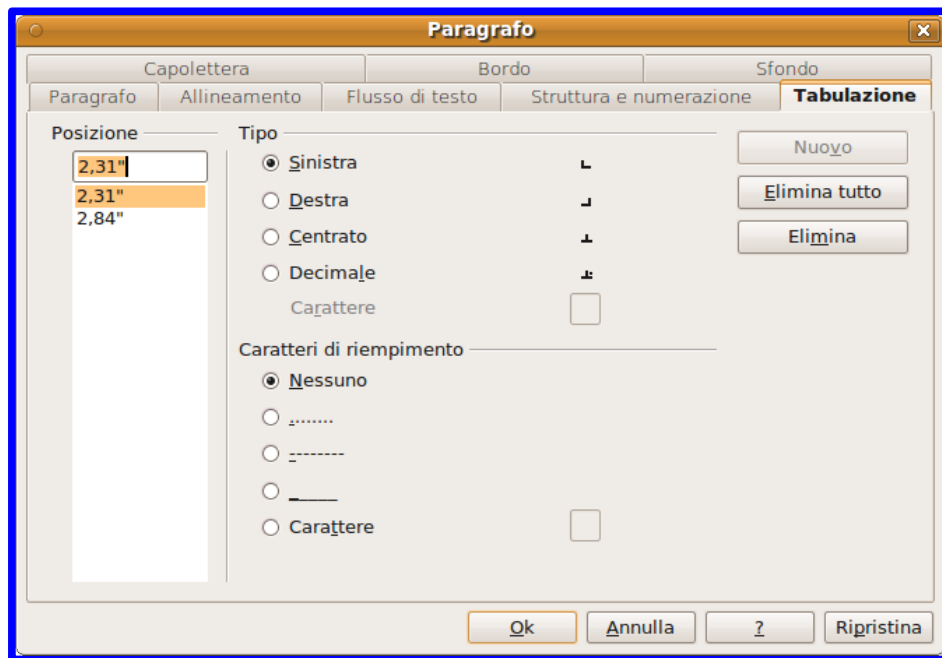 Paragrafo
Capolettera Bordo Sfondo
Paragrafo Allineamento Flusso di testo Struttura e numerazione Tabulazione
Posizione
2,31"
2,31"
2,84"
Tipo
Sinistra
Destra
Centrato
Decimale
Carattere
Caratteri di riempimento
Nessuno
........
--------
_____
Carattere
Nuovo
Elimina tutto
Elimina
Ok Annulla ? Ripristina